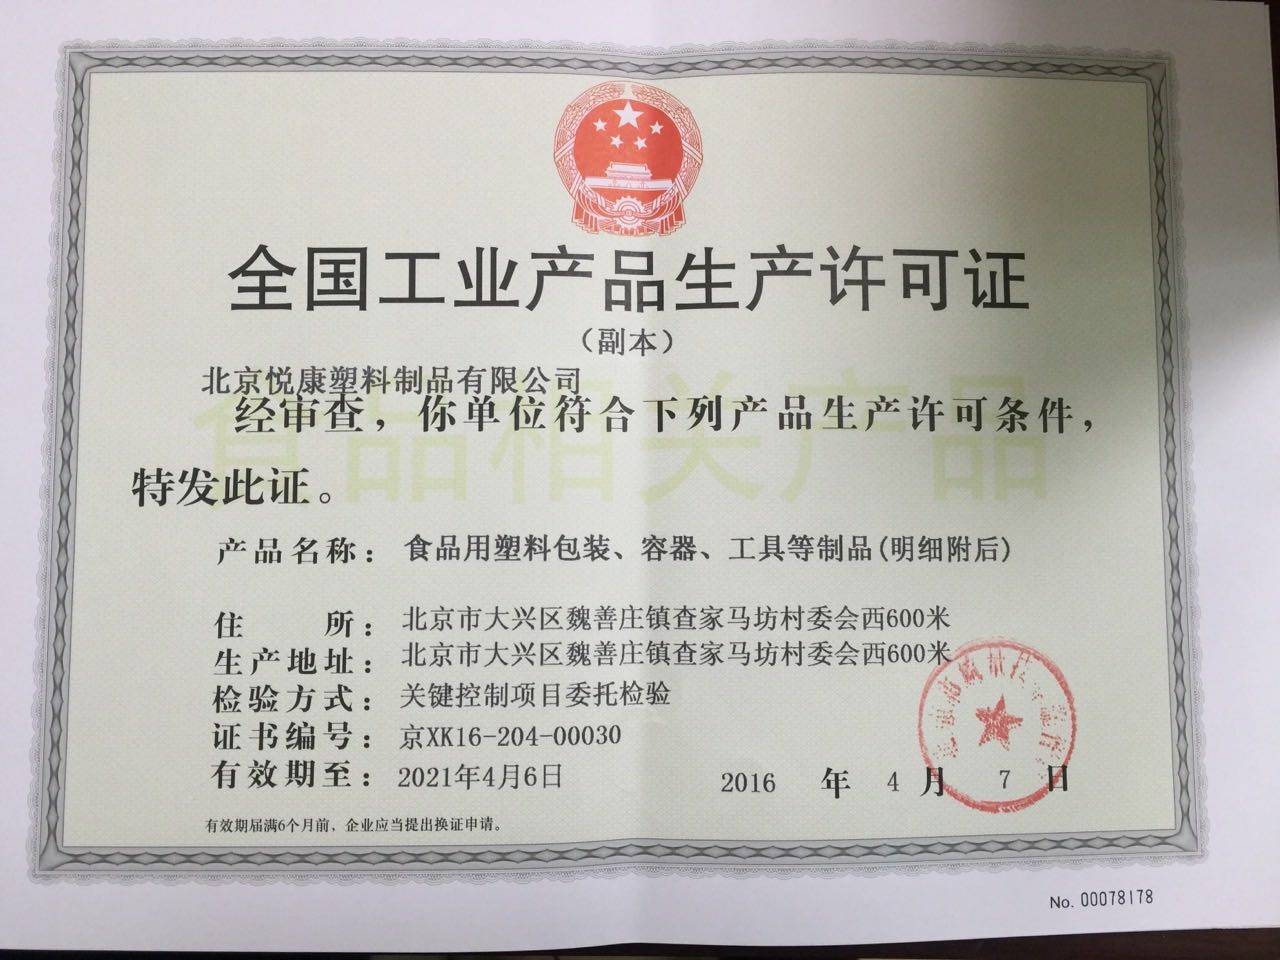 全国工业产品生产许可证
（副本）
北京悦康塑料制品有限公司
食品相关产品
经审查，你单位符合下列产品生产许可条件，
特发此证。
产品名称：食品用塑料包装、容器、工具等制品(明细附后)
住所：北京市大兴区魏善庄镇查家马坊村委会西600米
生产地址：北京市大兴区魏善庄镇查家马坊村委会西600米
检验方式：关键控制项目委托检验
证书编号：京XK16-204-00030
有效期至：2021年4月6日
2016 年 4 月 7 日
有效期届满6个月前、企业应当提出换证申请。
No. 00078178